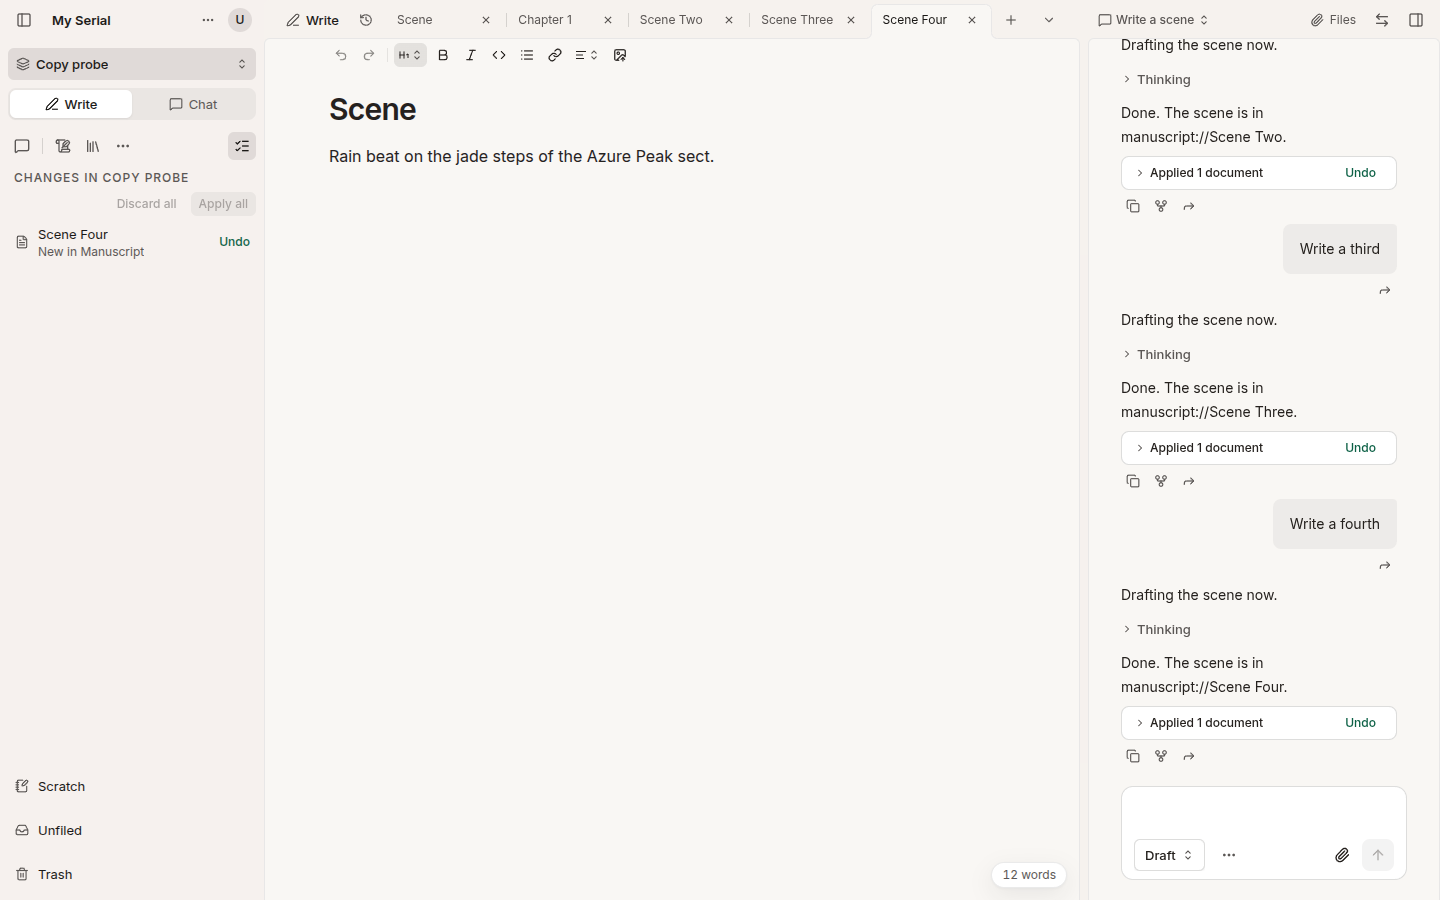 My Serial
U
Copy probe
Write
Chat
CHANGES IN COPY PROBE
Discard all
Apply all
Scene Four
New in Manuscript
Undo
Scratch
Unfiled
Trash
Write
Scene
Chapter 1
Scene Two
Scene Three
Scene Four
H1
Scene
Rain beat on the jade steps of the Azure Peak sect.
12 words
Write a scene
Files
Drafting the scene now.
Thinking
Done. The scene is in
manuscript://Scene Two.
Applied 1 document
Undo
Write a third
Drafting the scene now.
Thinking
Done. The scene is in
manuscript://Scene Three.
Applied 1 document
Undo
Write a fourth
Drafting the scene now.
Thinking
Done. The scene is in
manuscript://Scene Four.
Applied 1 document
Undo
Draft